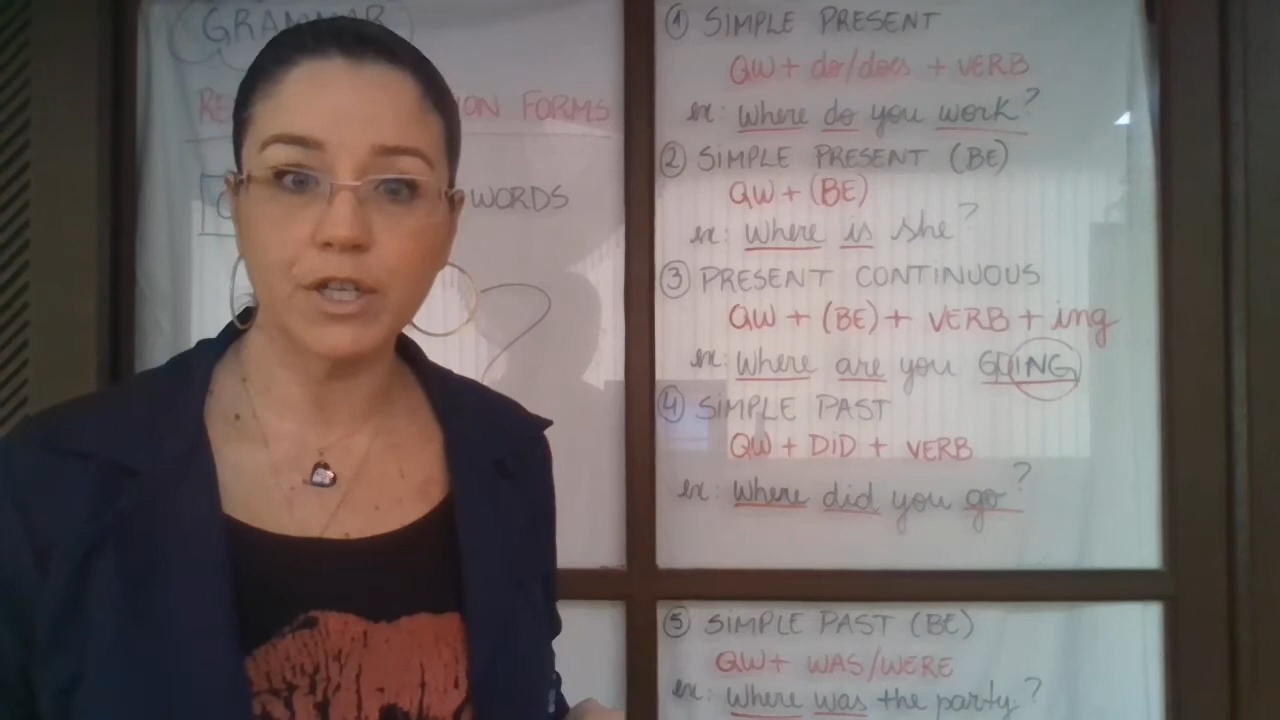 GRAMMAR
ION FORMS
WORDS
?
① SIMPLE PRESENT
QW + do/does + VERB
ex: Where do you work?
② SIMPLE PRESENT (BE)
QW + (BE)
ex: Where is she?
③ PRESENT CONTINUOUS
QW + (BE) + VERB + ing
ex: Where are you GOING
④ SIMPLE PAST
QW + DID + VERB
ex: Where did you go?
⑤ SIMPLE PAST (BE)
QW + WAS/WERE
ex: Where was the party?